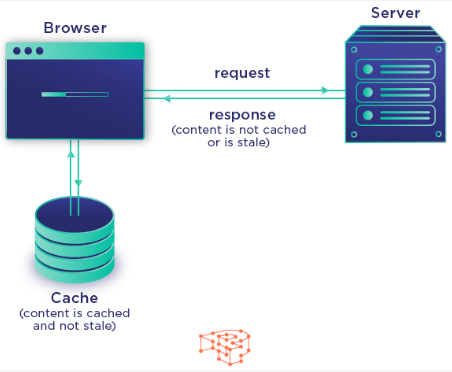 Browser
Server
request
response
(content is not cached
or is stale)
Cache
(content is cached
and not stale)